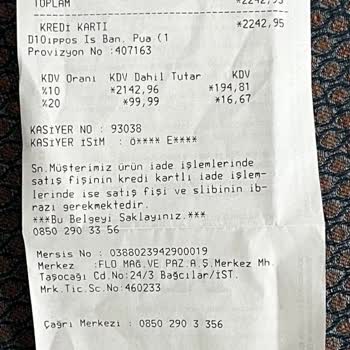 TOPLAM *2242,95
KREDİ KARTI *2242,95
D10ippos Is Ban. Pua (1
Provizyon No :407163
KDV Oranı KDV Dahil Tutar KDV
%10 *2142,96 *194,81
%20 *99,99 *16,67
KASİYER NO : 93038
KASİYER İSİM : Ö**** E****
Sn.Müşterimiz ürün iade işlemlerinde
satış fişinin kredi kartlı iade işlem-
lerinde ise satış fişi ve slibinin ib-
razı gerekmektedir.
***Bu Belgeyi Saklayınız.***
0850 290 33 56
Mersis No : 0388023942900019
Merkez :FLO MAĞ.VE PAZ.A.Ş.Merkez Mh.
Taşocağı Cd.No:24/3 Bağcılar/İST.
Mrk.Tic.Sc.No:460233
Çağrı Merkezi : 0850 290 3 356